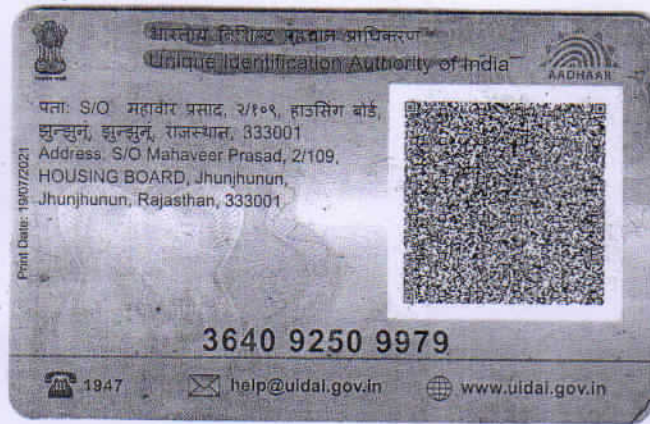 भारतीय विशिष्ट पहचान प्राधिकरण
Unique Identification Authority of India
AADHAAR
पता: S/O महावीर प्रसाद, २/१०९, हाउसिंग बोर्ड,
झुन्झुनूं, झुन्झुनूं, राजस्थान, 333001
Address: S/O Mahaveer Prasad, 2/109,
HOUSING BOARD, Jhunjhunun,
Jhunjhunun, Rajasthan, 333001
Print Date: 19/07/2021
3640 9250 9979
1947
help@uidai.gov.in
www.uidai.gov.in